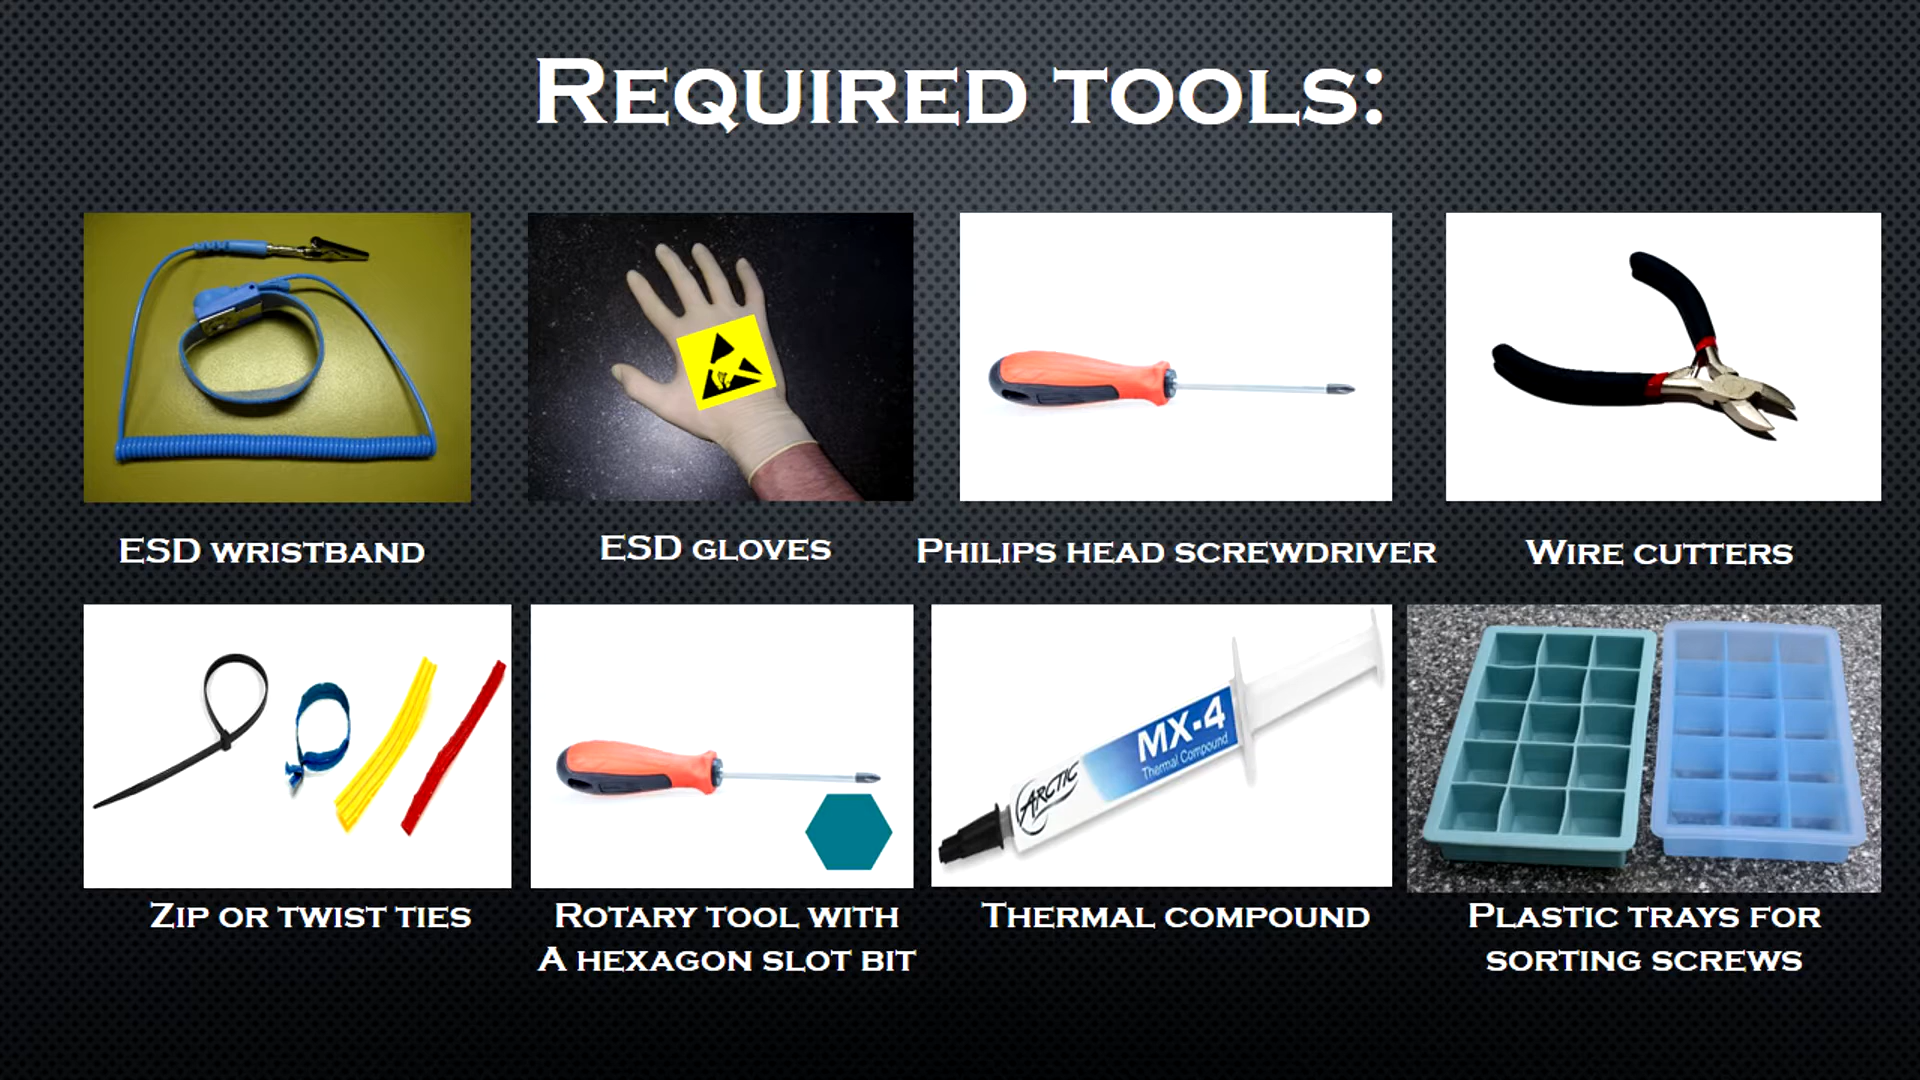 Required tools:
ESD wristband
ESD gloves
Philips head screwdriver
Wire cutters
Zip or twist ties
Rotary tool with
a hexagon slot bit
ARCTIC
MX-4
Thermal Compound
Thermal compound
Plastic trays for
sorting screws